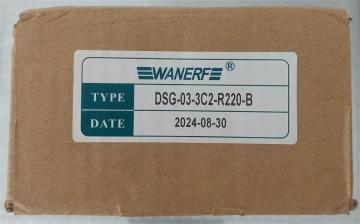 WANERF®
TYPE DSG-03-3C2-R220-B
DATE 2024-08-30